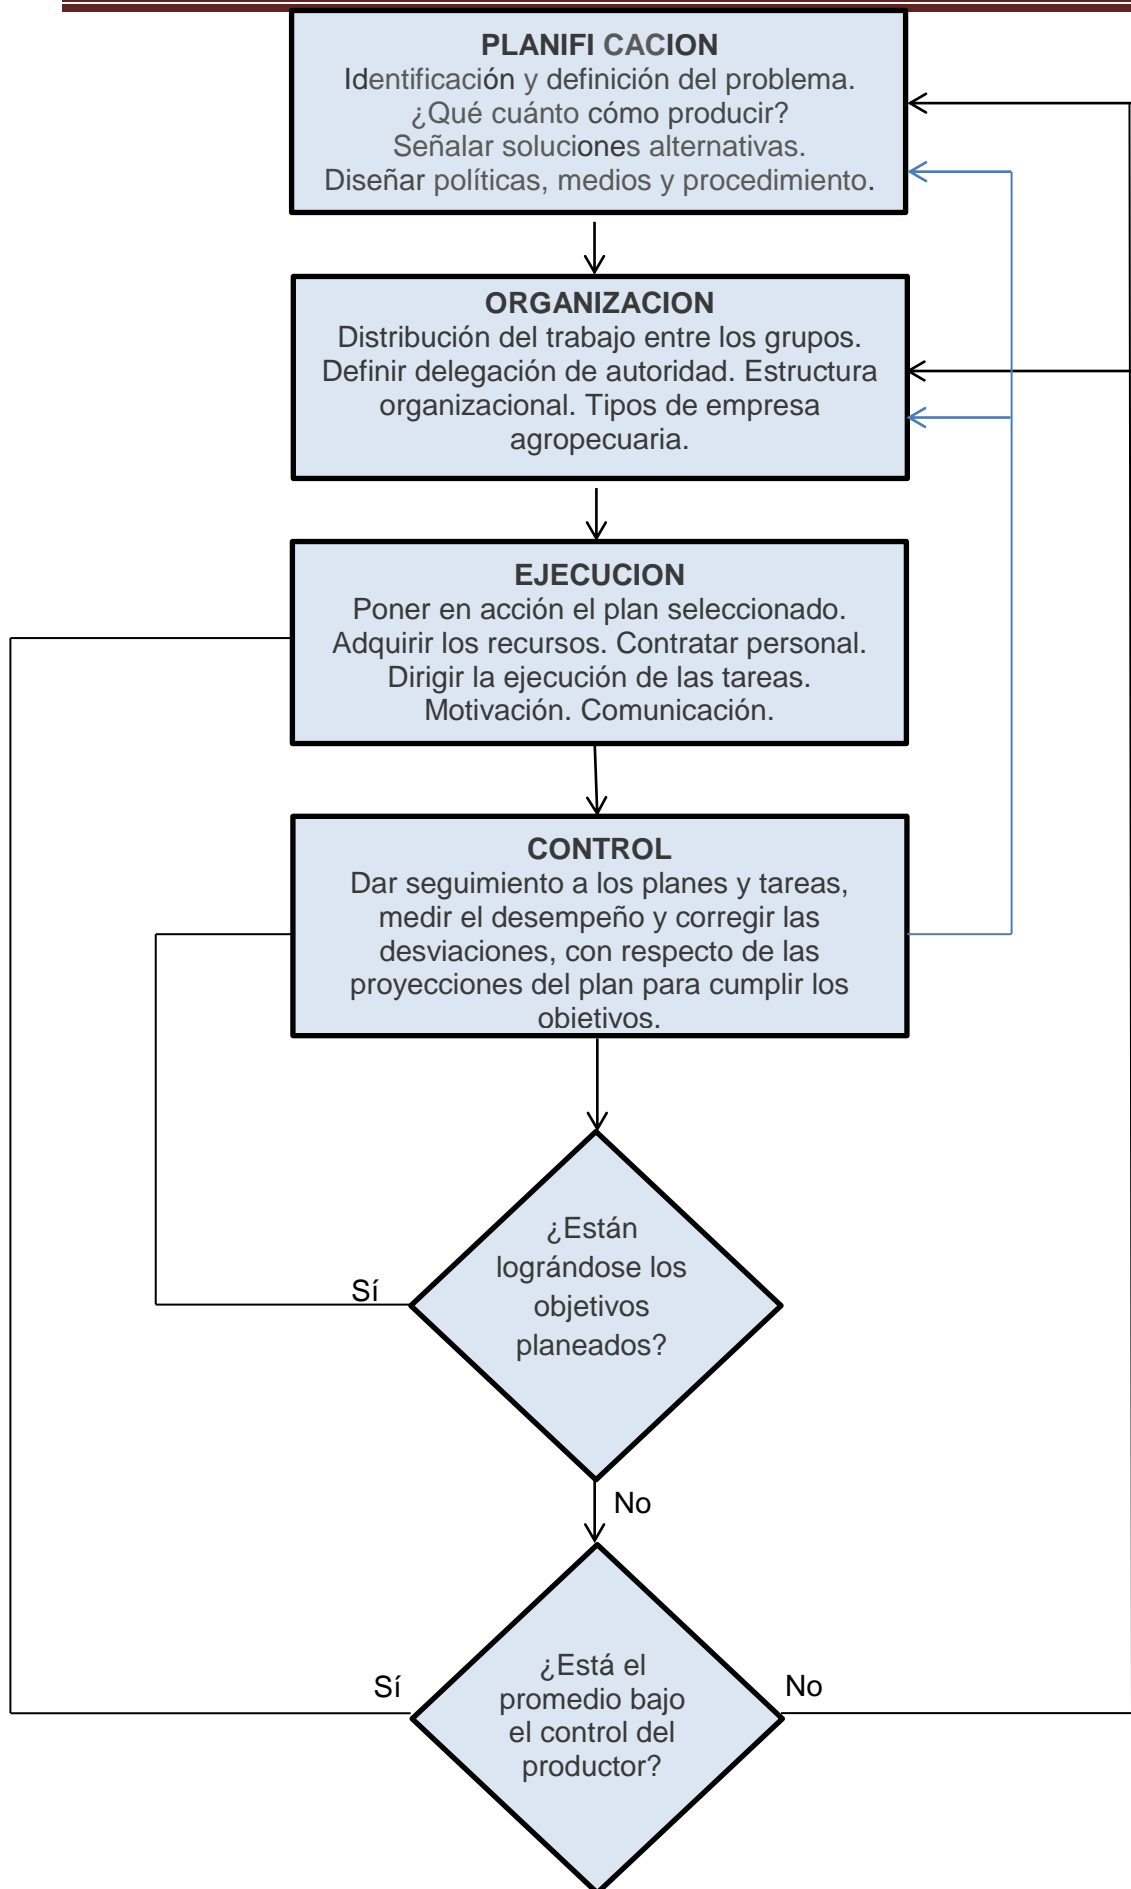 PLANIFI CACION
Identificación y definición del problema.
¿Qué cuánto cómo producir?
Señalar soluciones alternativas.
Diseñar políticas, medios y procedimiento.
ORGANIZACION
Distribución del trabajo entre los grupos.
Definir delegación de autoridad. Estructura
organizacional. Tipos de empresa
agropecuaria.
EJECUCION
Poner en acción el plan seleccionado.
Adquirir los recursos. Contratar personal.
Dirigir la ejecución de las tareas.
Motivación. Comunicación.
CONTROL
Dar seguimiento a los planes y tareas,
medir el desempeño y corregir las
desviaciones, con respecto de las
proyecciones del plan para cumplir los
objetivos.
¿Están
lográndose los
objetivos
planeados?
Sí
No
¿Está el
promedio bajo
el control del
productor?
Sí
No